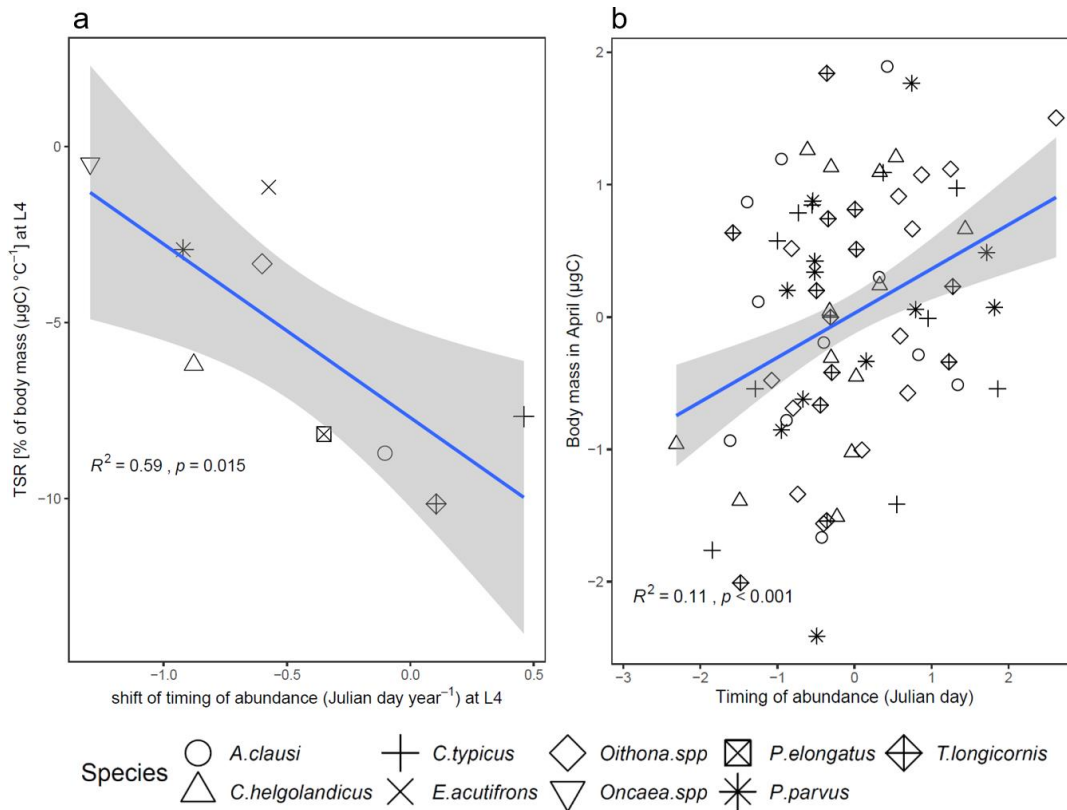 a
TSR [% of body mass (µgC) °C⁻¹] at L4
0
−5
−10
R² = 0.59 , p = 0.015
−1.0 −0.5 0.0 0.5
shift of timing of abundance (Julian day year⁻¹) at L4
b
Body mass in April (µgC)
2
1
0
−1
−2
R² = 0.11 , p < 0.001
−3 −2 −1 0 1 2
Timing of abundance (Julian day)
Species
A.clausi C.typicus Oithona.spp P.elongatus T.longicornis
C.helgolandicus E.acutifrons Oncaea.spp P.parvus